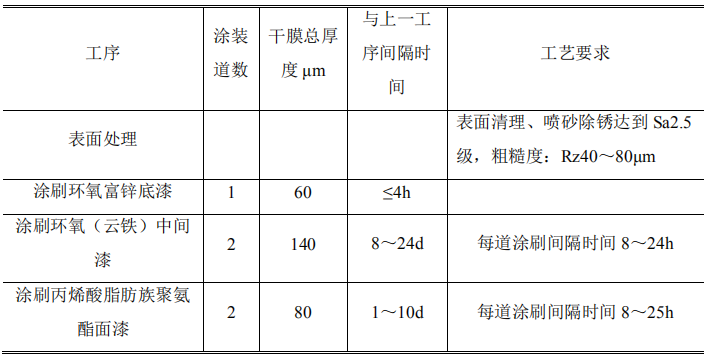 工序 涂装道数 干膜总厚度 μm 与上一工序间隔时间 工艺要求
表面处理 表面清理、喷砂除锈达到 Sa2.5级，粗糙度：Rz40～80μm
涂刷环氧富锌底漆 1 60 ≤4h
涂刷环氧（云铁）中间漆 2 140 8～24d 每道涂刷间隔时间 8～24h
涂刷丙烯酸脂肪族聚氨酯面漆 2 80 1～10d 每道涂刷间隔时间 8～25h